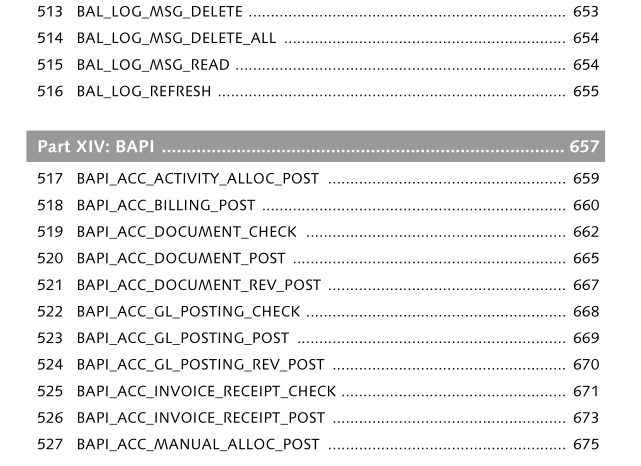 513 BAL_LOG_MSG_DELETE ........................................................................... 653
514 BAL_LOG_MSG_DELETE_ALL ................................................................... 654
515 BAL_LOG_MSG_READ .............................................................................. 654
516 BAL_LOG_REFRESH .................................................................................. 655
Part XIV: BAPI ........................................................................... 657
517 BAPI_ACC_ACTIVITY_ALLOC_POST ......................................................... 659
518 BAPI_ACC_BILLING_POST ........................................................................ 660
519 BAPI_ACC_DOCUMENT_CHECK .............................................................. 662
520 BAPI_ACC_DOCUMENT_POST ................................................................. 665
521 BAPI_ACC_DOCUMENT_REV_POST ......................................................... 667
522 BAPI_ACC_GL_POSTING_CHECK .............................................................. 668
523 BAPI_ACC_GL_POSTING_POST ................................................................ 669
524 BAPI_ACC_GL_POSTING_REV_POST ........................................................ 670
525 BAPI_ACC_INVOICE_RECEIPT_CHECK ...................................................... 671
526 BAPI_ACC_INVOICE_RECEIPT_POST ........................................................ 673
527 BAPI_ACC_MANUAL_ALLOC_POST ......................................................... 675